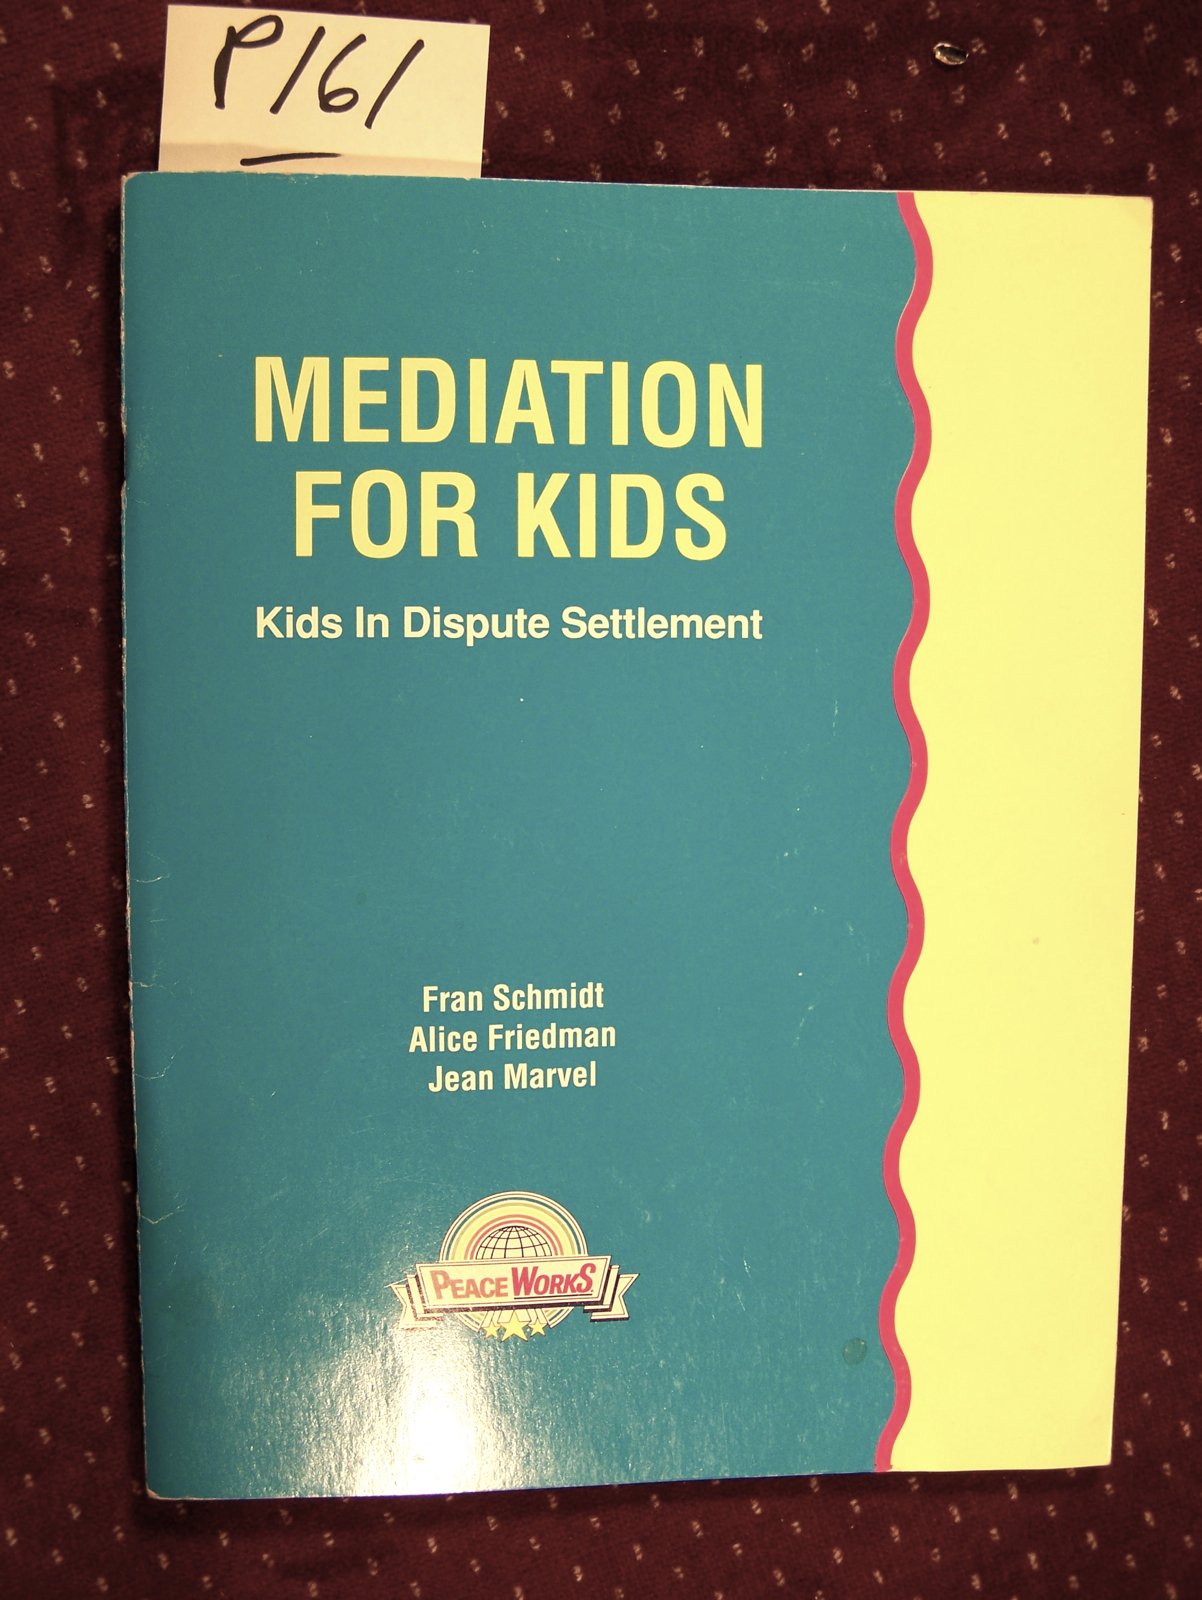 P161
MEDIATION
FOR KIDS
Kids In Dispute Settlement
Fran Schmidt
Alice Friedman
Jean Marvel
PEACE WORKS